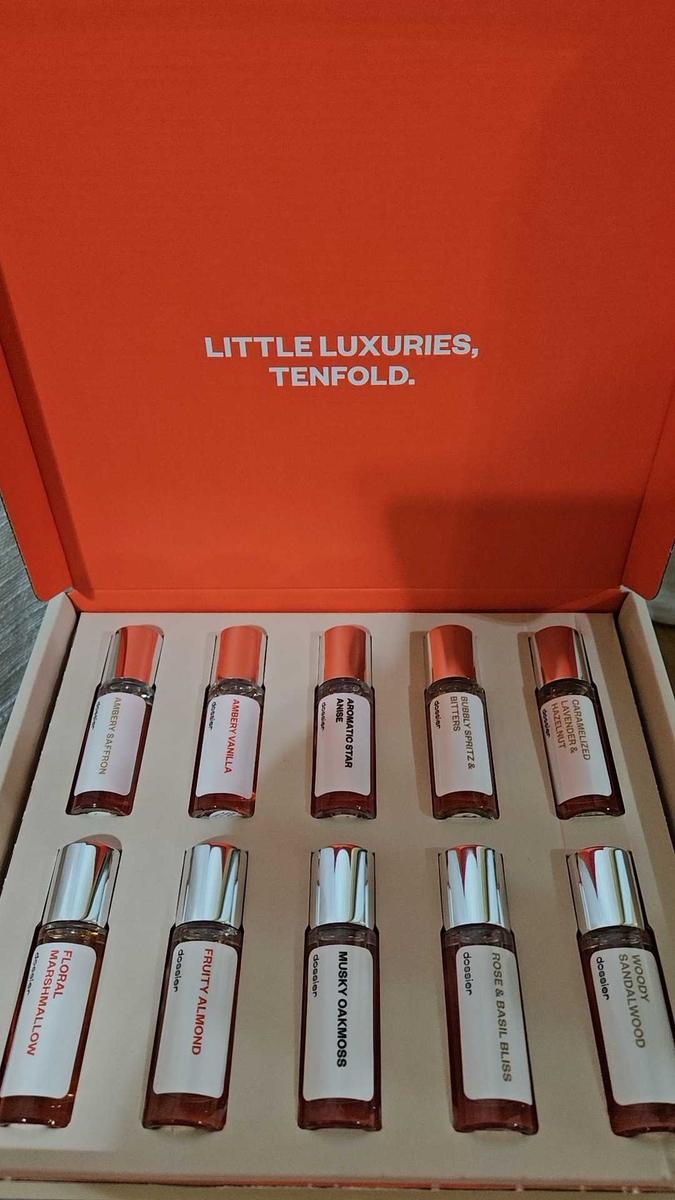 LITTLE LUXURIES,
TENFOLD.
AMBERY SAFFRON
dossier
AMBERY VANILLA
dossier
AROMATIC STAR
ANISE
dossier
BUBBLY SPRITZ &
BITTERS
dossier
CARAMELIZED
LAVENDER &
HAZELNUT
dossier
FLORAL
MARSHMALLOW
dossier
FRUITY ALMOND
dossier
MUSKY OAKMOSS
dossier
ROSE & BASIL BLISS
dossier
WOODY
SANDALWOOD
dossier